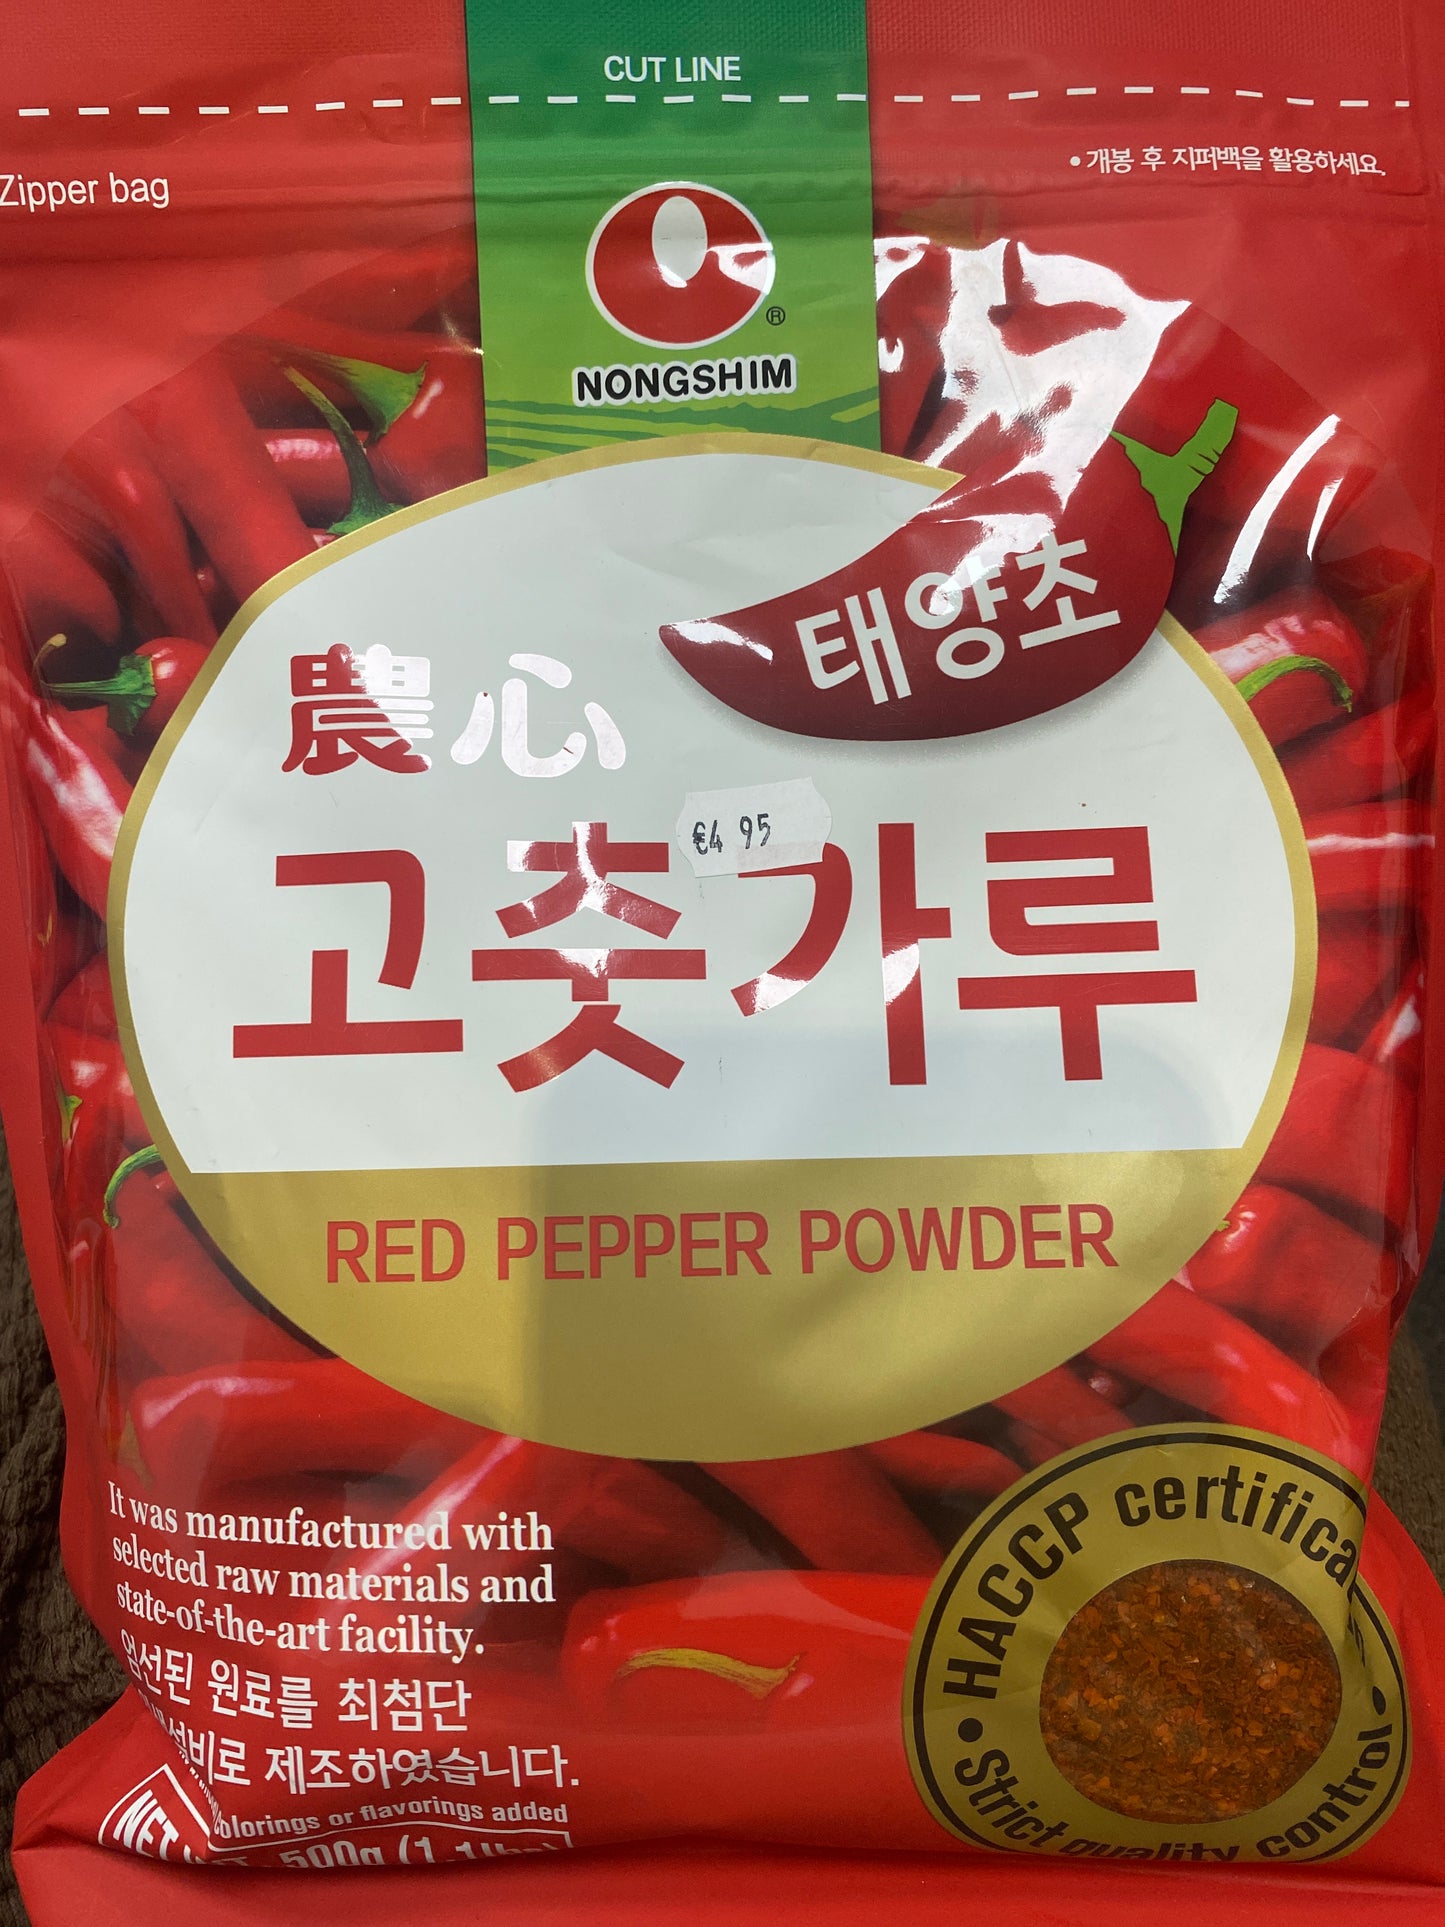 CUT LINE
Zipper bag
• 개봉 후 지퍼백을 활용하세요.
®
NONGSHIM
태양초
農心
€4 95
고춧가루
RED PEPPER POWDER
It was manufactured with
selected raw materials and
state-of-the-art facility.
엄선된 원료를 최첨단
로 제조하였습니다.
colorings or flavorings added
NET 500g (1.1lbs)
• HACCP
Strict quality control •